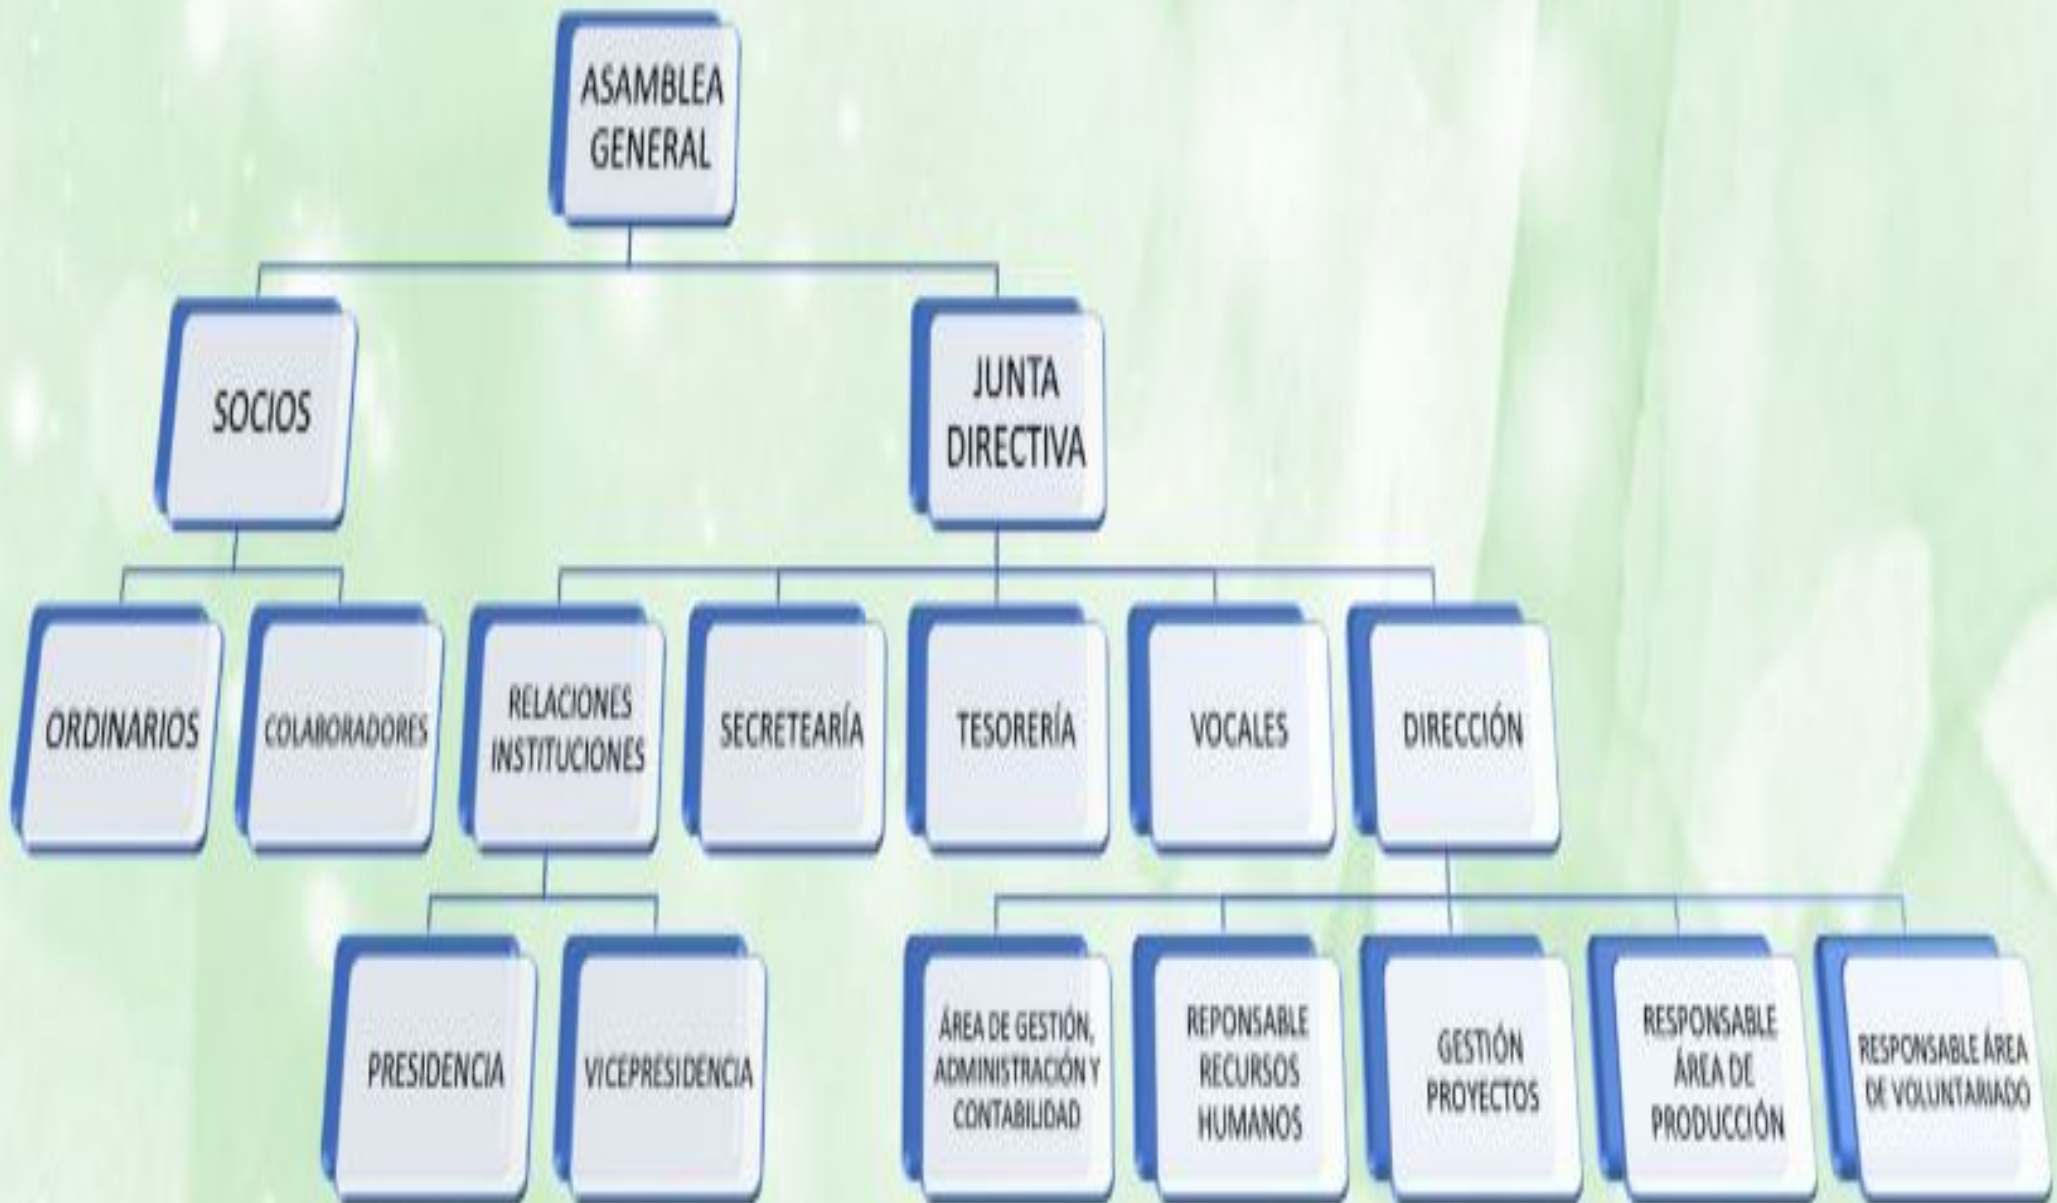 ASAMBLEA
GENERAL
SOCIOS
JUNTA
DIRECTIVA
ORDINARIOS
COLABORADORES
RELACIONES
INSTITUCIONES
SECRETEARÍA
TESORERÍA
VOCALES
DIRECCIÓN
PRESIDENCIA
VICEPRESIDENCIA
ÁREA DE GESTIÓN,
ADMINISTRACIÓN Y
CONTABILIDAD
REPONSABLE
RECURSOS
HUMANOS
GESTIÓN
PROYECTOS
RESPONSABLE
ÁREA DE
PRODUCCIÓN
RESPONSABLE ÁREA
DE VOLUNTARIADO